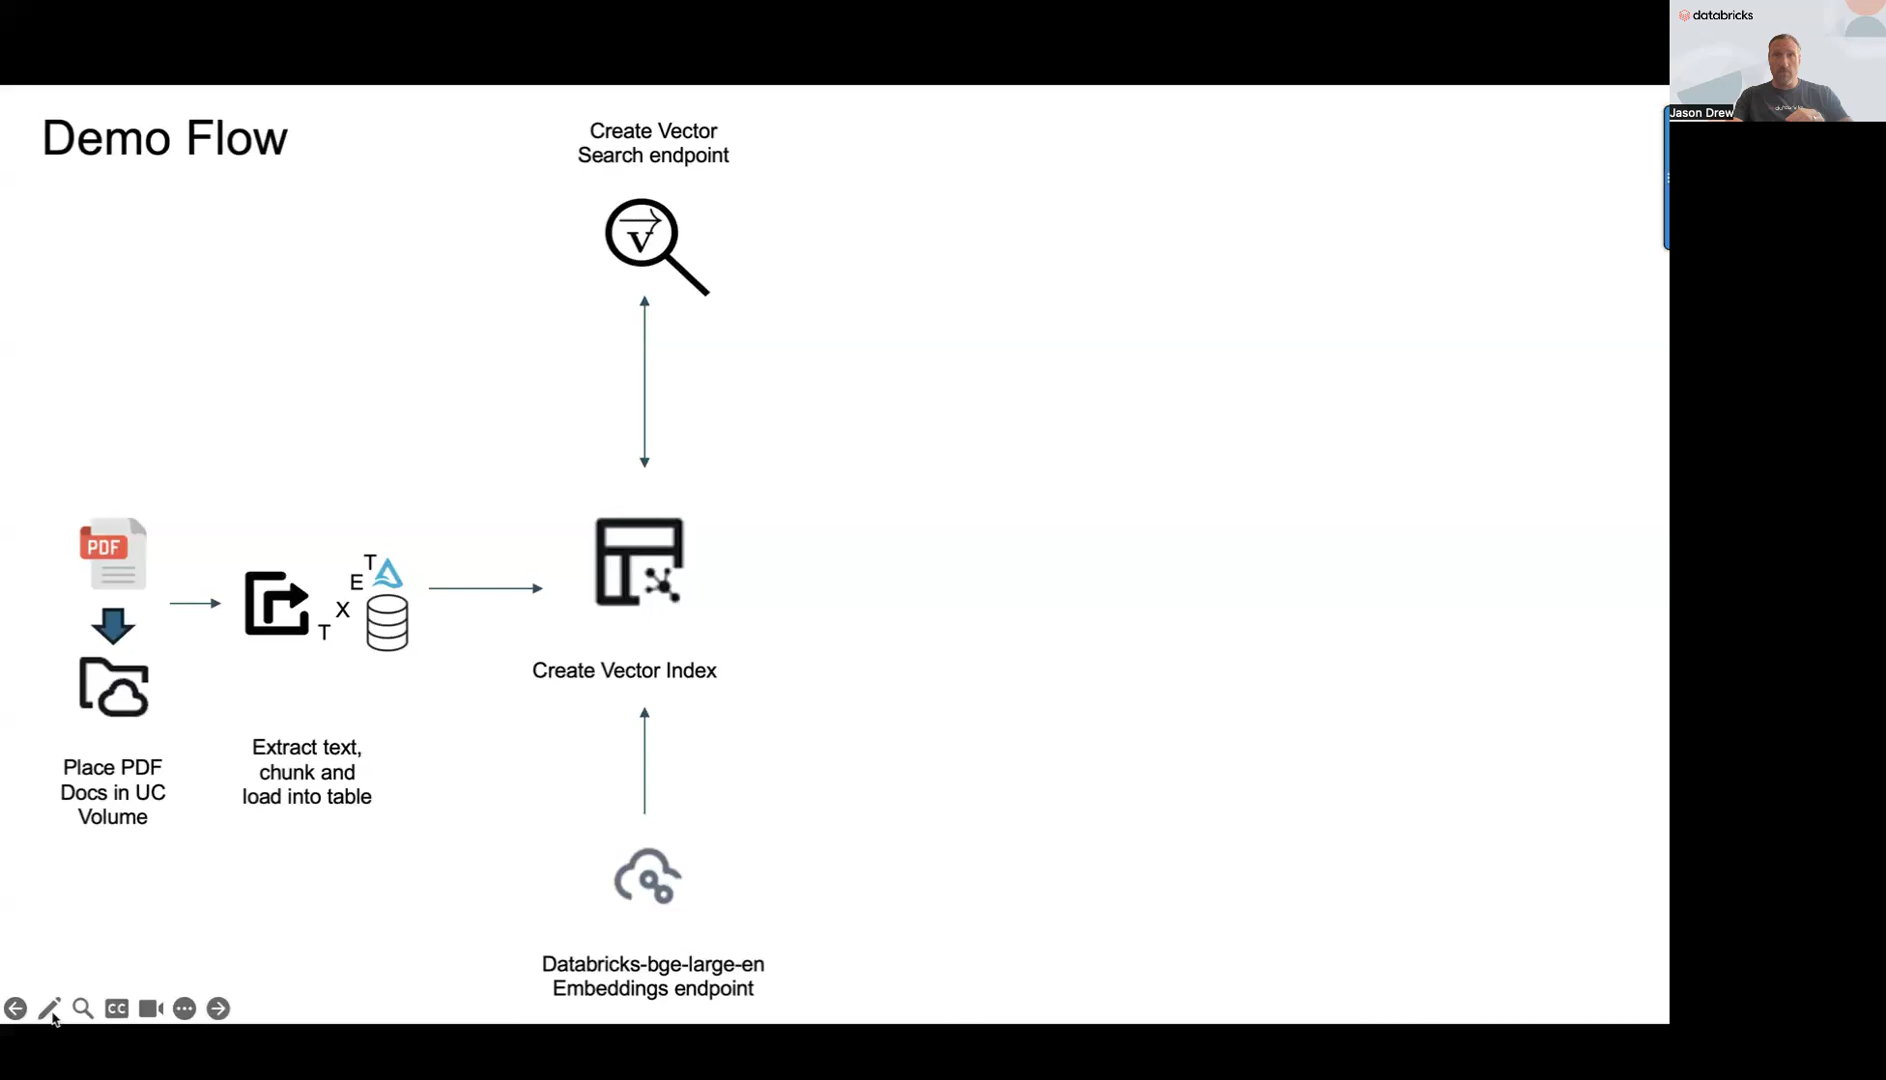 databricks
Jason Drew
Demo Flow
Create Vector
Search endpoint
V
PDF
T
E
X
T
Create Vector Index
Place PDF
Docs in UC
Volume
Extract text,
chunk and
load into table
Databricks-bge-large-en
Embeddings endpoint
CC